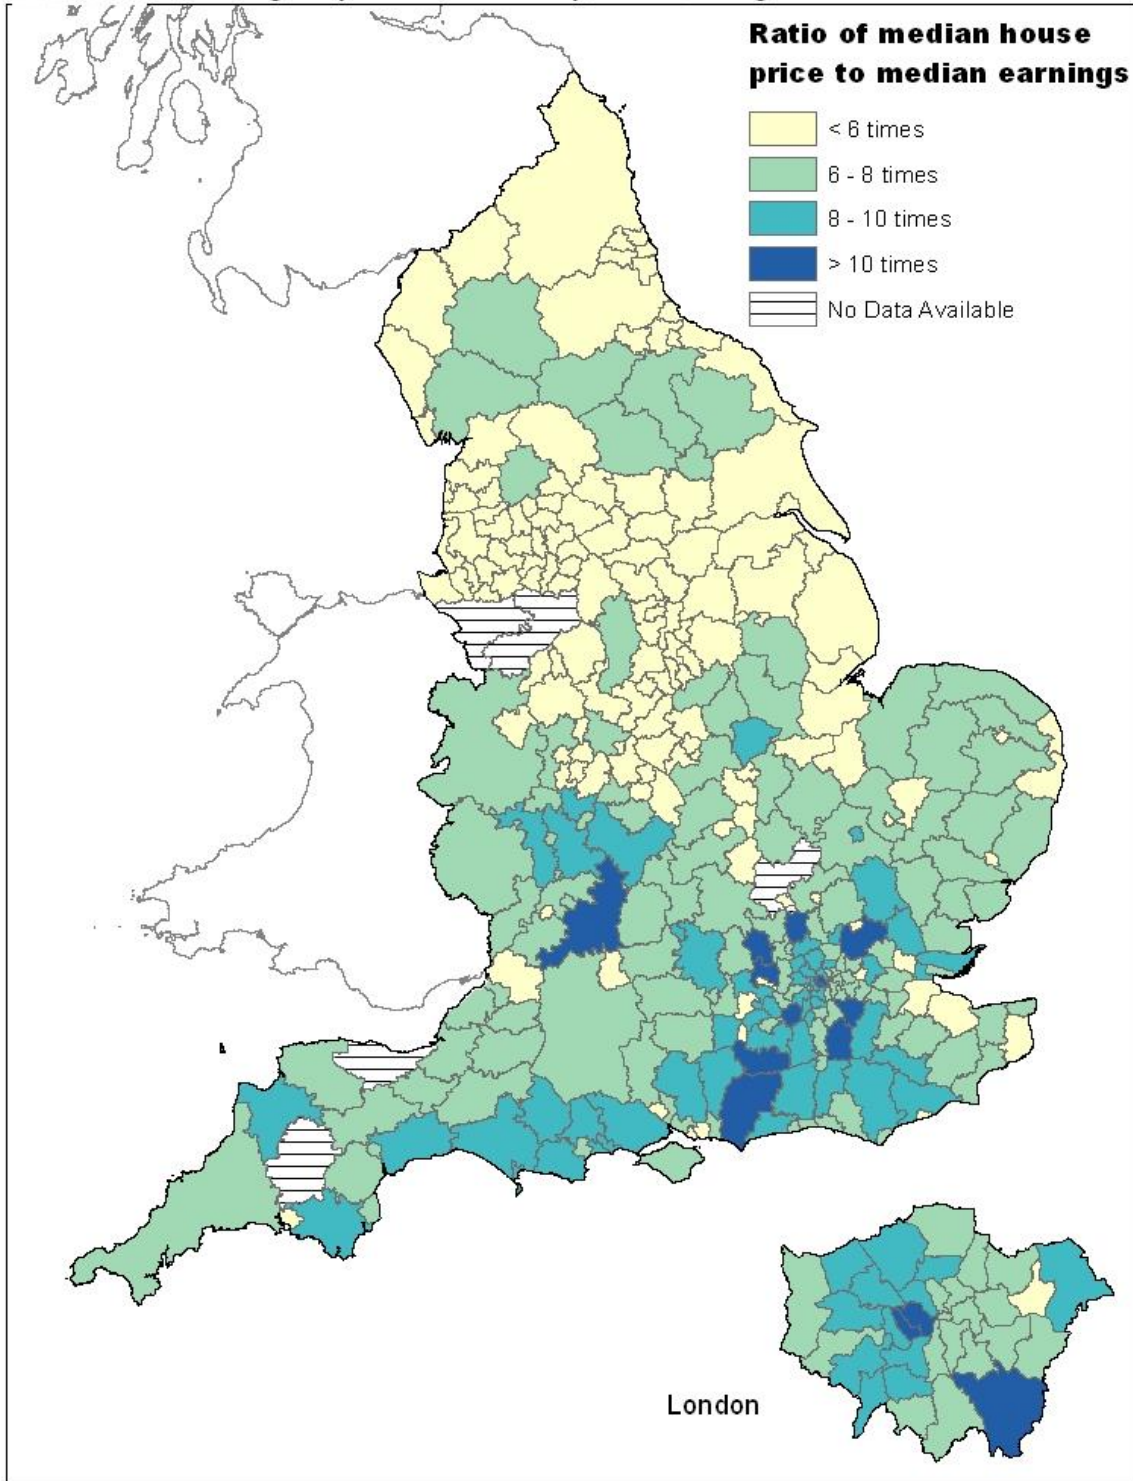 Ratio of median house
price to median earnings
< 6 times
6 - 8 times
8 - 10 times
> 10 times
No Data Available
London